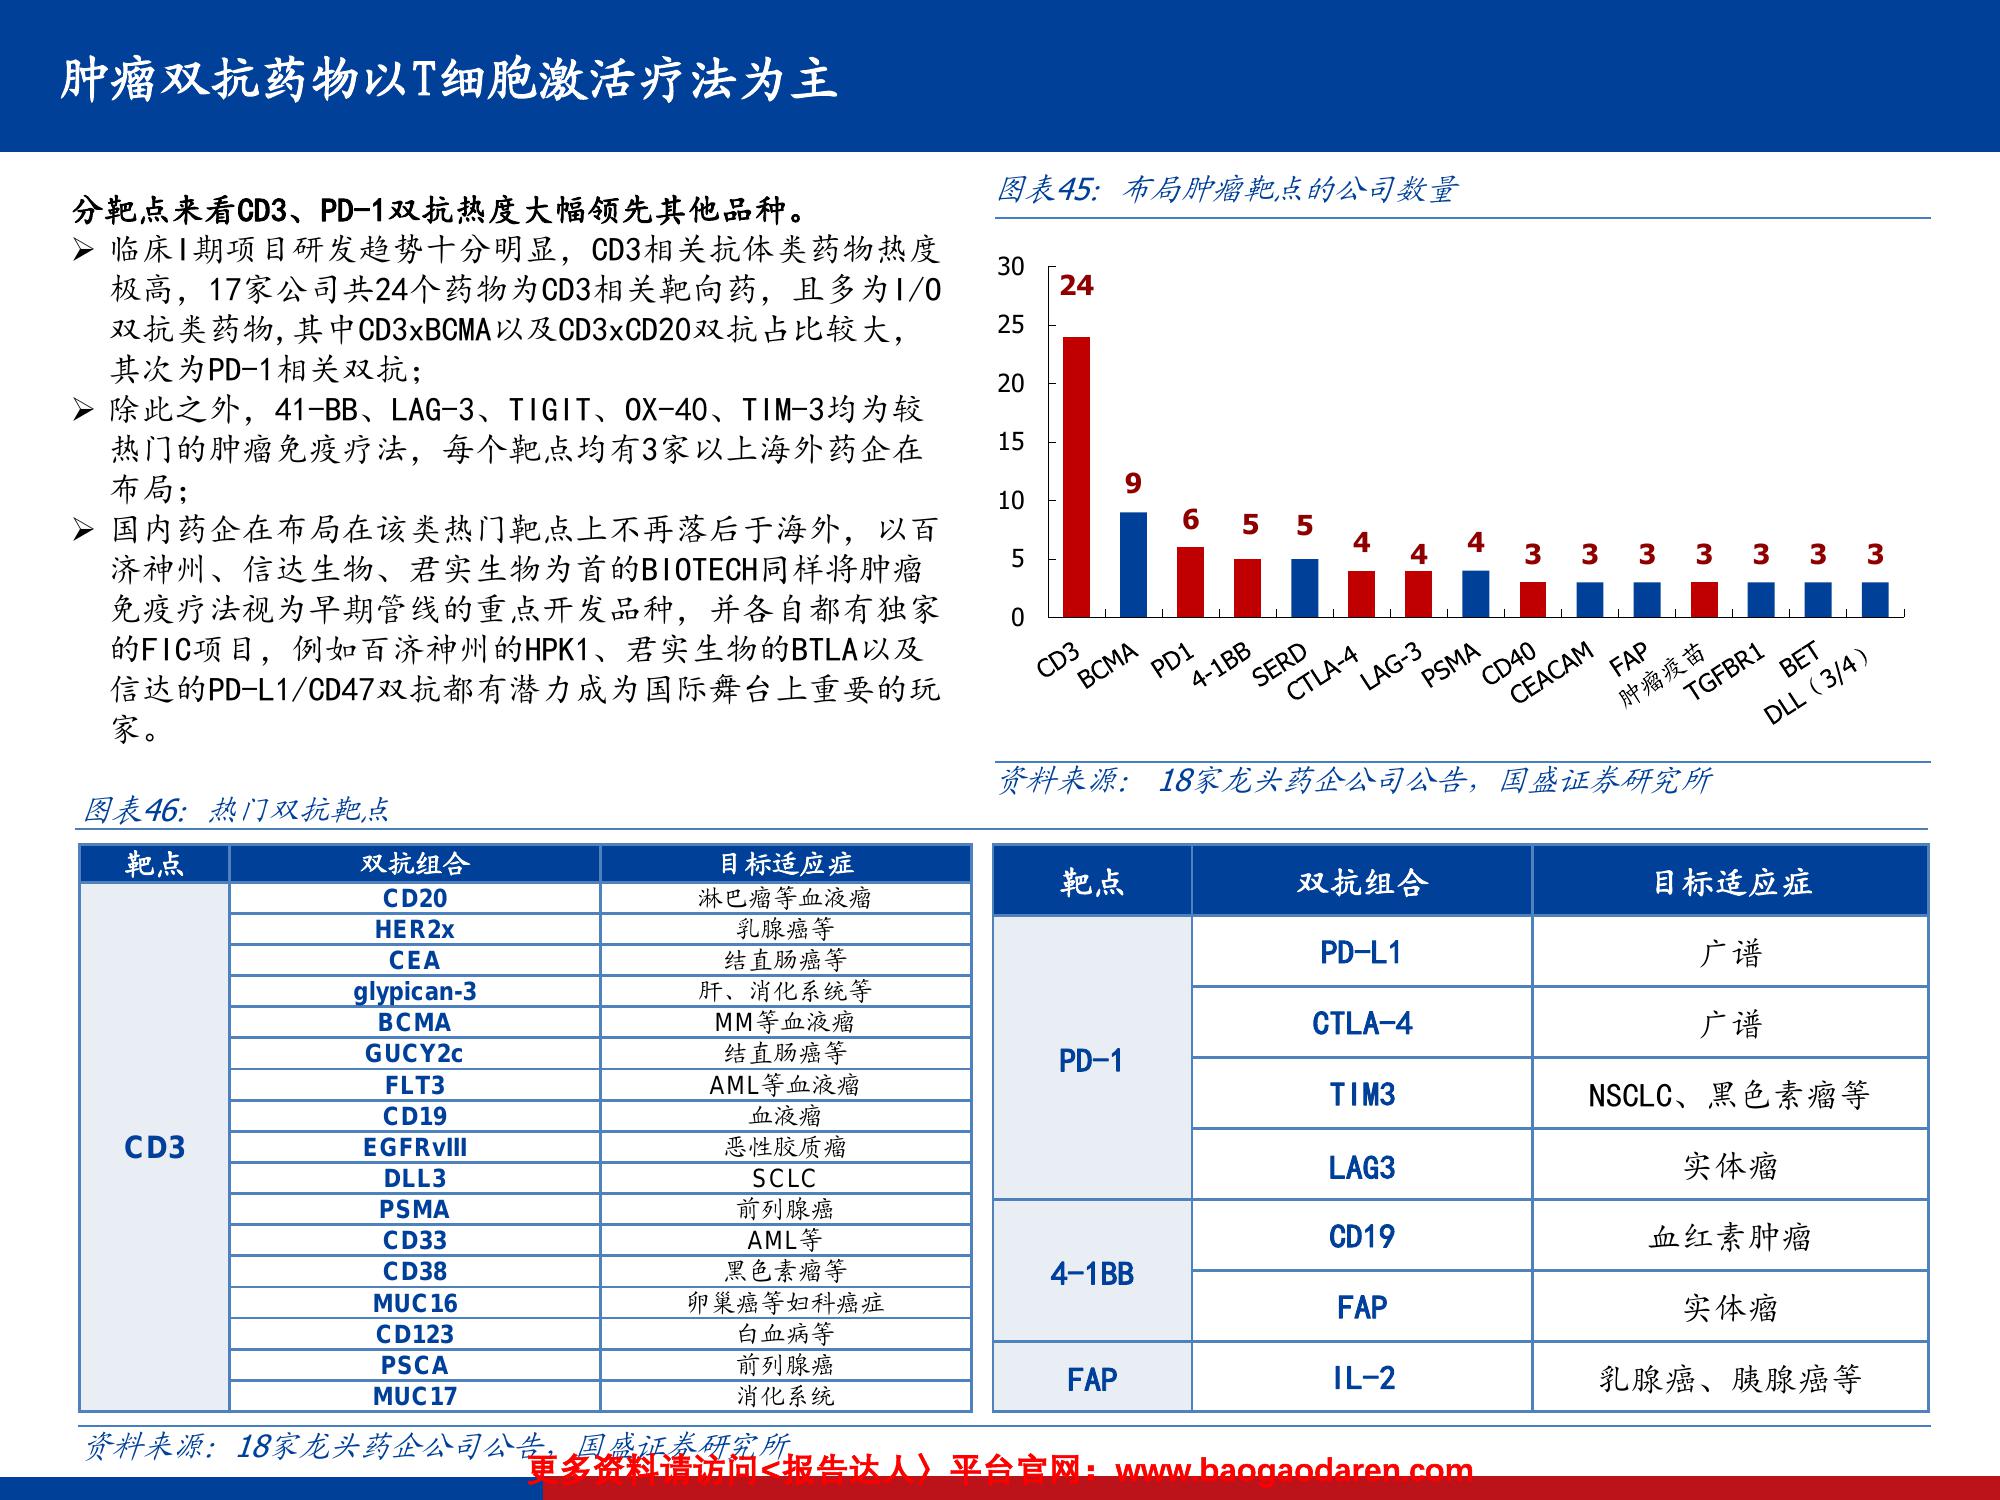 肿瘤双抗药物以T细胞激活疗法为主
分靶点来看CD3、PD-1双抗热度大幅领先其他品种。
➢ 临床I期项目研发趋势十分明显，CD3相关抗体类药物热度
极高，17家公司共24个药物为CD3相关靶向药，且多为I/O
双抗类药物,其中CD3xBCMA以及CD3xCD20双抗占比较大，
其次为PD-1相关双抗；
➢ 除此之外，41-BB、LAG-3、TIGIT、OX-40、TIM-3均为较
热门的肿瘤免疫疗法，每个靶点均有3家以上海外药企在
布局；
➢ 国内药企在布局在该类热门靶点上不再落后于海外，以百
济神州、信达生物、君实生物为首的BIOTECH同样将肿瘤
免疫疗法视为早期管线的重点开发品种，并各自都有独家
的FIC项目，例如百济神州的HPK1、君实生物的BTLA以及
信达的PD-L1/CD47双抗都有潜力成为国际舞台上重要的玩
家。
图表45：布局肿瘤靶点的公司数量
30
25
20
15
10
5
0
24 9 6 5 5 4 4 4 3 3 3 3 3 3 3
CD3 BCMA PD1 4-1BB SERD CTLA-4 LAG-3 PSMA CD40 CEACAM FAP 肿瘤疫苗 TGFBR1 BET DLL（3/4）
资料来源： 18家龙头药企公司公告，国盛证券研究所
图表46：热门双抗靶点
靶点 双抗组合 目标适应症
CD3
CD20 淋巴瘤等血液瘤
HER2x 乳腺癌等
CEA 结直肠癌等
glypican-3 肝、消化系统等
BCMA MM等血液瘤
GUCY2c 结直肠癌等
FLT3 AML等血液瘤
CD19 血液瘤
EGFRvIII 恶性胶质瘤
DLL3 SCLC
PSMA 前列腺癌
CD33 AML等
CD38 黑色素瘤等
MUC16 卵巢癌等妇科癌症
CD123 白血病等
PSCA 前列腺癌
MUC17 消化系统
靶点 双抗组合 目标适应症
PD-1
PD-L1 广谱
CTLA-4 广谱
TIM3 NSCLC、黑色素瘤等
LAG3 实体瘤
4-1BB
CD19 血红素肿瘤
FAP 实体瘤
FAP IL-2 乳腺癌、胰腺癌等
资料来源：18家龙头药企公司公告，国盛证券研究所
更多资料请访问<报告达人〉平台官网：www.baogaodaren.com